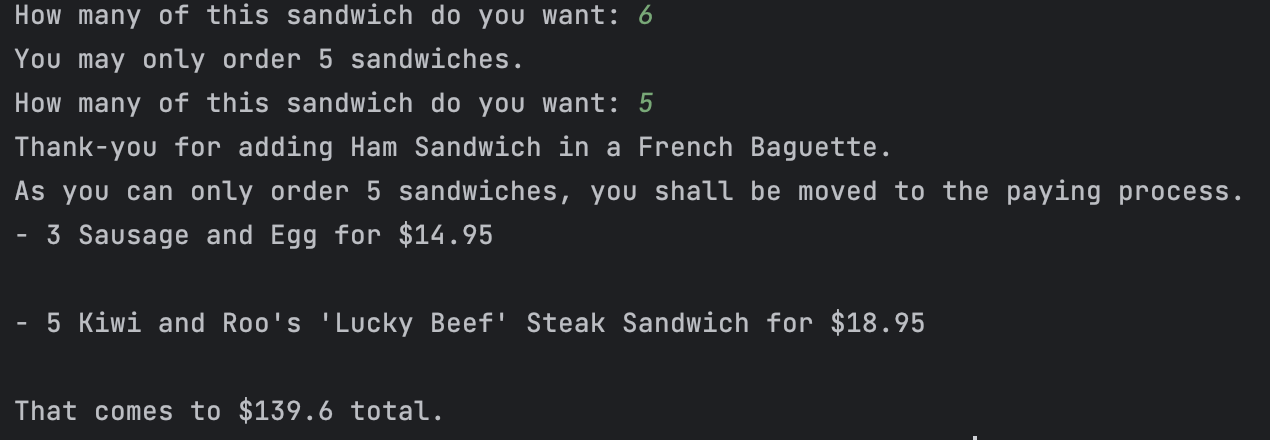 How many of this sandwich do you want: 6
You may only order 5 sandwiches.
How many of this sandwich do you want: 5
Thank-you for adding Ham Sandwich in a French Baguette.
As you can only order 5 sandwiches, you shall be moved to the paying process.
- 3 Sausage and Egg for $14.95
- 5 Kiwi and Roo's 'Lucky Beef' Steak Sandwich for $18.95
That comes to $139.6 total.